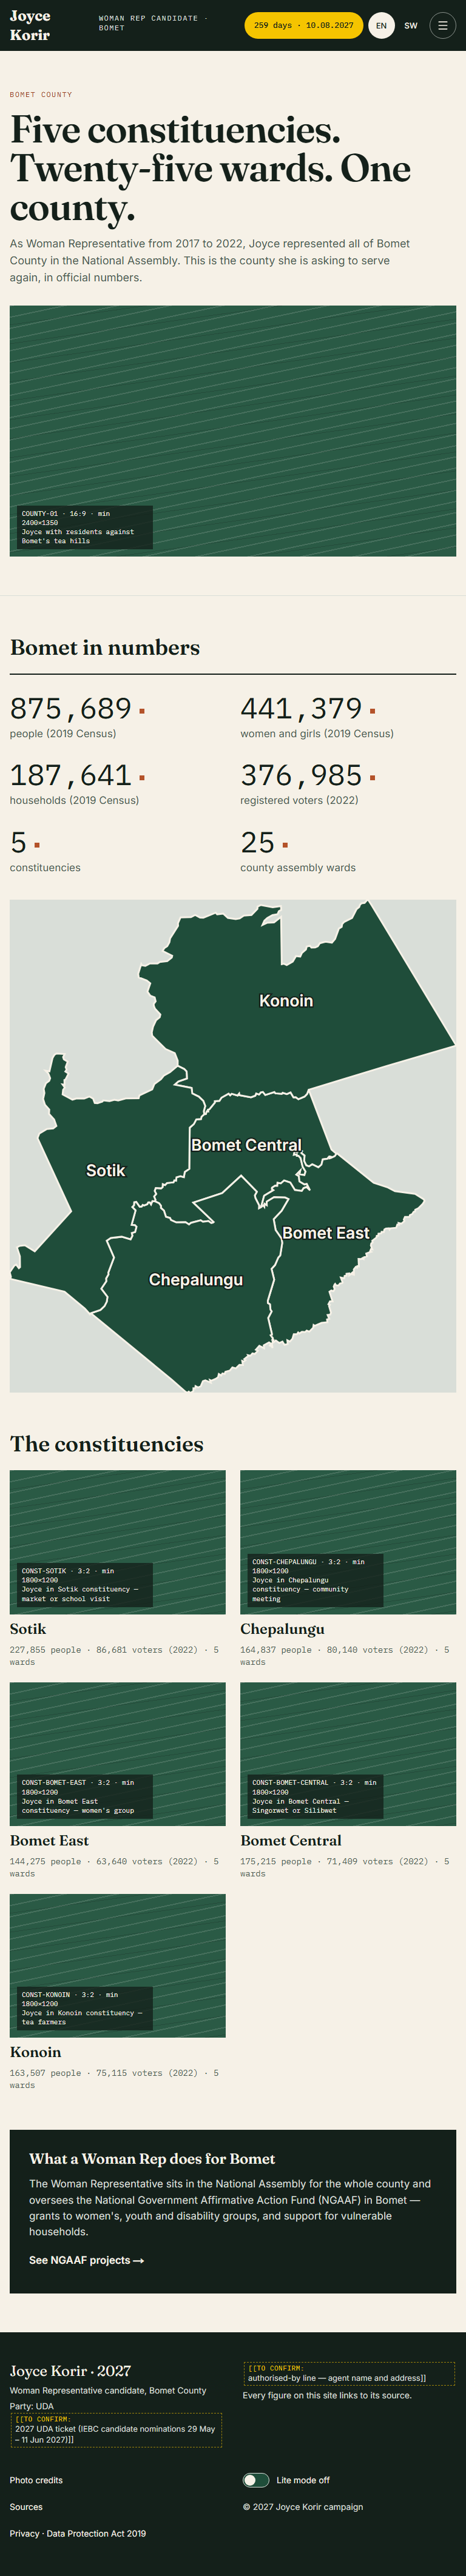 Joyce
Korir
WOMAN REP CANDIDATE ·
BOMET
259 days · 10.08.2027
EN
SW
BOMET COUNTY
Five constituencies.
Twenty-five wards. One
county.
As Woman Representative from 2017 to 2022, Joyce represented all of Bomet
County in the National Assembly. This is the county she is asking to serve
again, in official numbers.
COUNTY-01 · 16:9 · min
2400×1350
Joyce with residents against
Bomet's tea hills
Bomet in numbers
875,689
people (2019 Census)
441,379
women and girls (2019 Census)
187,641
households (2019 Census)
376,985
registered voters (2022)
5
constituencies
25
county assembly wards
Konoin
Bomet Central
Sotik
Bomet East
Chepalungu
The constituencies
CONST-SOTIK · 3:2 · min
1800×1200
Joyce in Sotik constituency —
market or school visit
Sotik
227,855 people · 86,681 voters (2022) · 5
wards
CONST-CHEPALUNGU · 3:2 · min
1800×1200
Joyce in Chepalungu
constituency — community
meeting
Chepalungu
164,837 people · 80,140 voters (2022) · 5
wards
CONST-BOMET-EAST · 3:2 · min
1800×1200
Joyce in Bomet East
constituency — women's group
Bomet East
144,275 people · 63,640 voters (2022) · 5
wards
CONST-BOMET-CENTRAL · 3:2 · min
1800×1200
Joyce in Bomet Central —
Singorwet or Silibwet
Bomet Central
175,215 people · 71,409 voters (2022) · 5
wards
CONST-KONOIN · 3:2 · min
1800×1200
Joyce in Konoin constituency —
tea farmers
Konoin
163,507 people · 75,115 voters (2022) · 5
wards
What a Woman Rep does for Bomet
The Woman Representative sits in the National Assembly for the whole county and
oversees the National Government Affirmative Action Fund (NGAAF) in Bomet —
grants to women's, youth and disability groups, and support for vulnerable
households.
See NGAAF projects →
Joyce Korir · 2027
Woman Representative candidate, Bomet County
Party: UDA
[[TO CONFIRM:
2027 UDA ticket (IEBC candidate nominations 29 May
– 11 Jun 2027)]]
[[TO CONFIRM:
authorised-by line — agent name and address]]
Every figure on this site links to its source.
Photo credits
Sources
Privacy · Data Protection Act 2019
Lite mode off
© 2027 Joyce Korir campaign